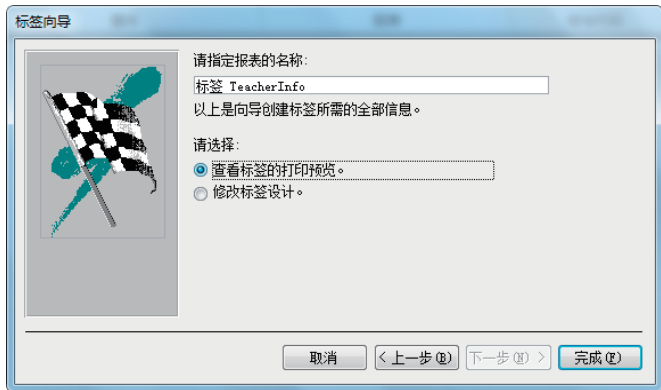 标签向导
请指定报表的名称:
标签 TeacherInfo
以上是向导创建标签所需的全部信息。
请选择:
查看标签的打印预览。
修改标签设计。
取消 < 上一步(B) 下一步(N) > 完成(F)